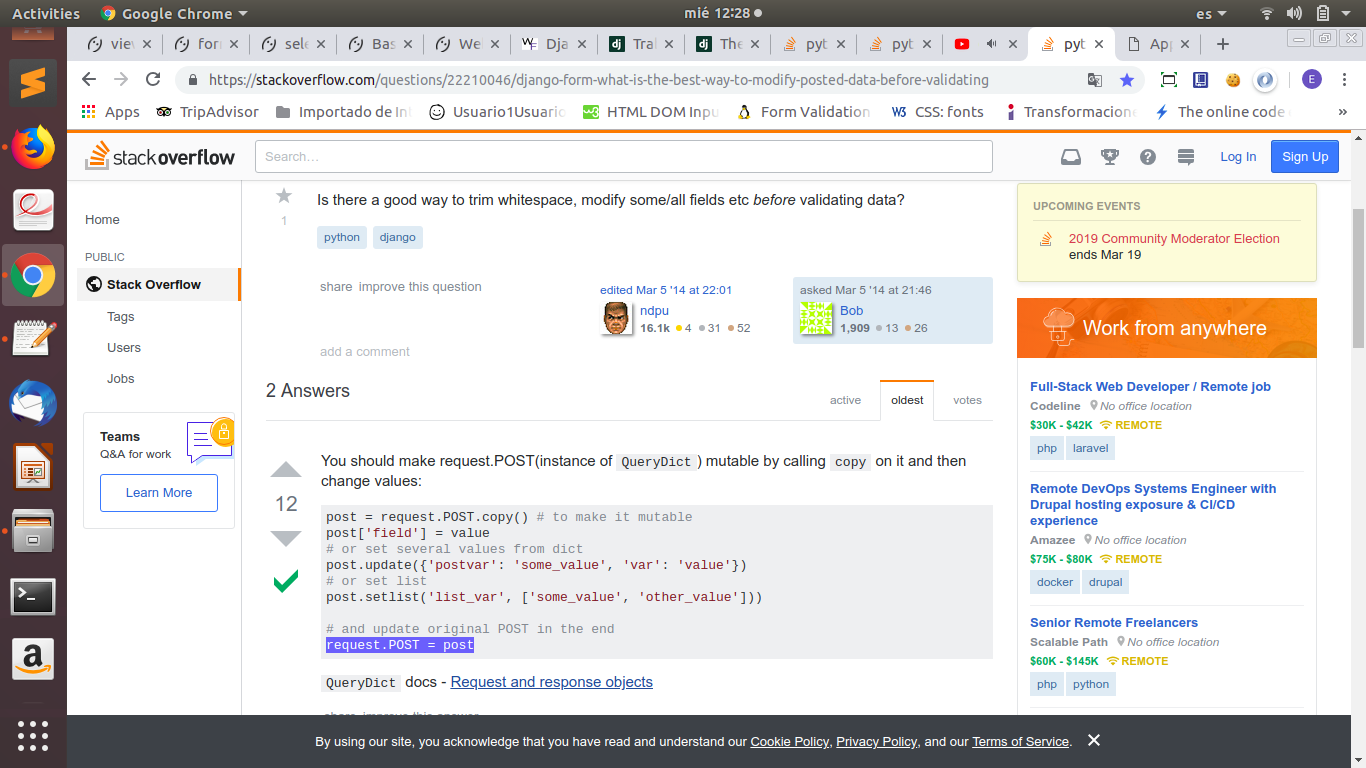 Activities Google Chrome mié 12:28 es
view forr sele Bas We Dja Tral The pyt pyt pyt App
https://stackoverflow.com/questions/22210046/django-form-what-is-the-best-way-to-modify-posted-data-before-validating E
Apps TripAdvisor Importado de In Usuario1Usuario HTML DOM Inpu Form Validation W3 CSS: fonts Transformacione The online code »
stackoverflow Search... Log In Sign Up
Home
PUBLIC
Stack Overflow
Tags
Users
Jobs
Teams
Q&A for work
Learn More
1
Is there a good way to trim whitespace, modify some/all fields etc before validating data?
python django
share improve this question
edited Mar 5 '14 at 22:01
ndpu
16.1k 4 31 52
asked Mar 5 '14 at 21:46
Bob
1,909 13 26
add a comment
2 Answers
active oldest votes
12
You should make request.POST(instance of QueryDict ) mutable by calling copy on it and then
change values:
post = request.POST.copy() # to make it mutable
post['field'] = value
# or set several values from dict
post.update({'postvar': 'some_value', 'var': 'value'})
# or set list
post.setlist('list_var', ['some_value', 'other_value']))
# and update original POST in the end
request.POST = post
QueryDict docs - Request and response objects
share improve this answer
UPCOMING EVENTS
2019 Community Moderator Election
ends Mar 19
Work from anywhere
Full-Stack Web Developer / Remote job
Codeline No office location
$30K - $42K REMOTE
php laravel
Remote DevOps Systems Engineer with
Drupal hosting exposure & CI/CD
experience
Amazee No office location
$75K - $80K REMOTE
docker drupal
Senior Remote Freelancers
Scalable Path No office location
$60K - $145K REMOTE
php python
By using our site, you acknowledge that you have read and understand our Cookie Policy, Privacy Policy, and our Terms of Service.